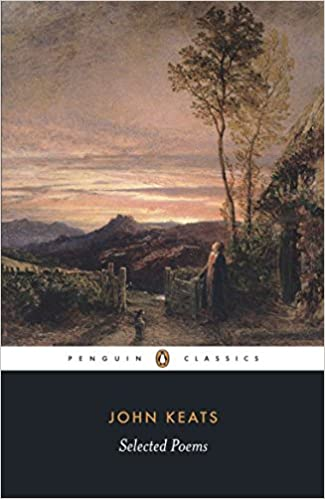 PENGUIN CLASSICS
JOHN KEATS
Selected Poems